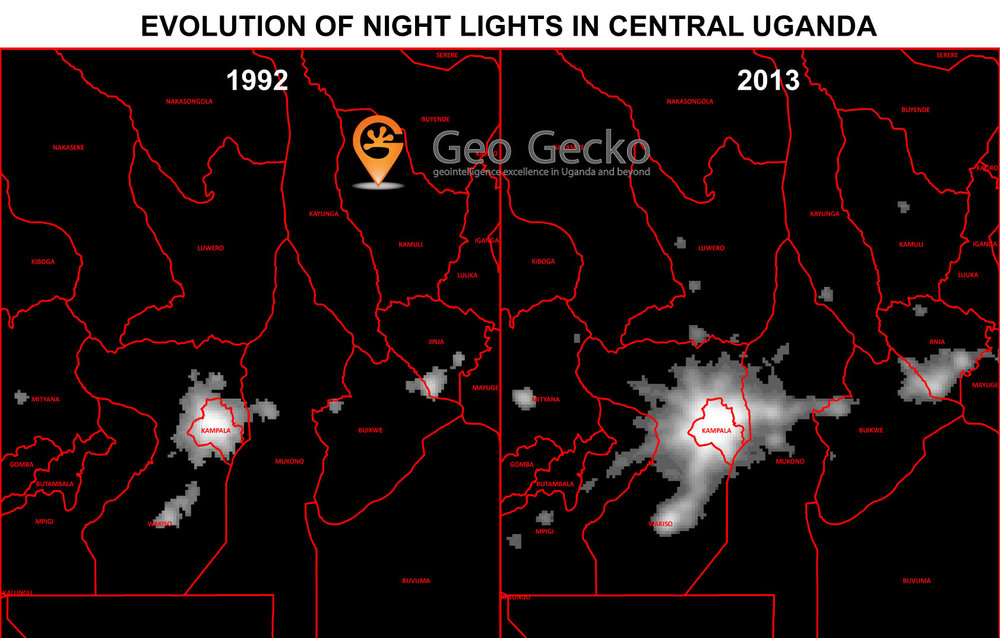 EVOLUTION OF NIGHT LIGHTS IN CENTRAL UGANDA
1992
SERERE
NAKASONGOLA
BUYENDE
NAKASEKE
Geo Gecko
geointelligence excellence in Uganda and beyond
KAYUNGA
KAMULI
IGANGA
LUWERO
KIBOGA
LUUKA
JINJA
MAYUGE
MITYANA
KAMPALA
BUIKWE
GOMBA
MUKONO
BUTAMBALA
MPIGI
WAKISO
BUVUMA
KALUNGU
2013
SERERE
NAKASONGOLA
BUYENDE
NAKASEKE
KALIRO
KAYUNGA
KAMULI
IGANGA
LUWERO
KIBOGA
LUUKA
JINJA
MAYUGE
MITYANA
KAMPALA
BUIKWE
GOMBA
MUKONO
BUTAMBALA
MPIGI
WAKISO
BUVUMA